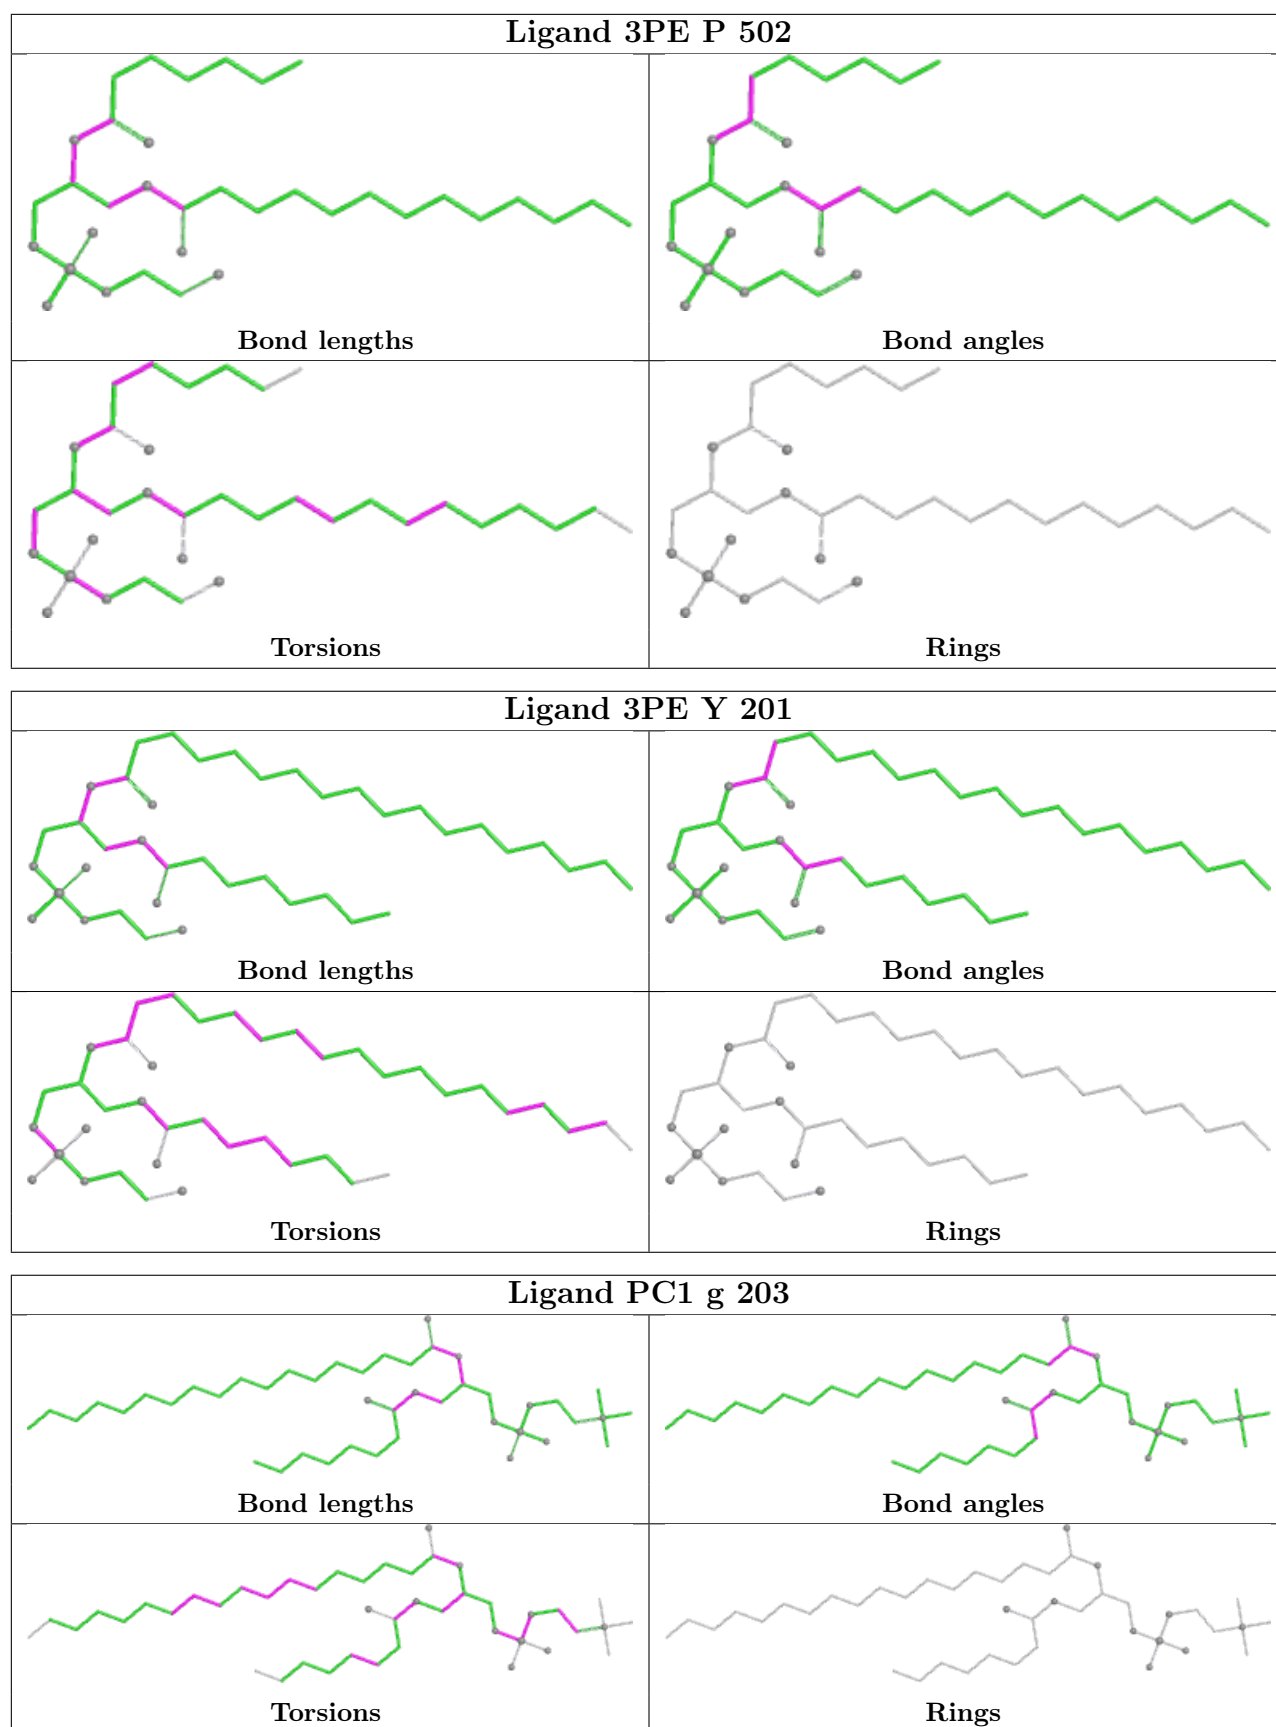 Ligand 3PE P 502
Bond lengths
Bond angles
Torsions
Rings
Ligand 3PE Y 201
Bond lengths
Bond angles
Torsions
Rings
Ligand PC1 g 203
Bond lengths
Bond angles
Torsions
Rings